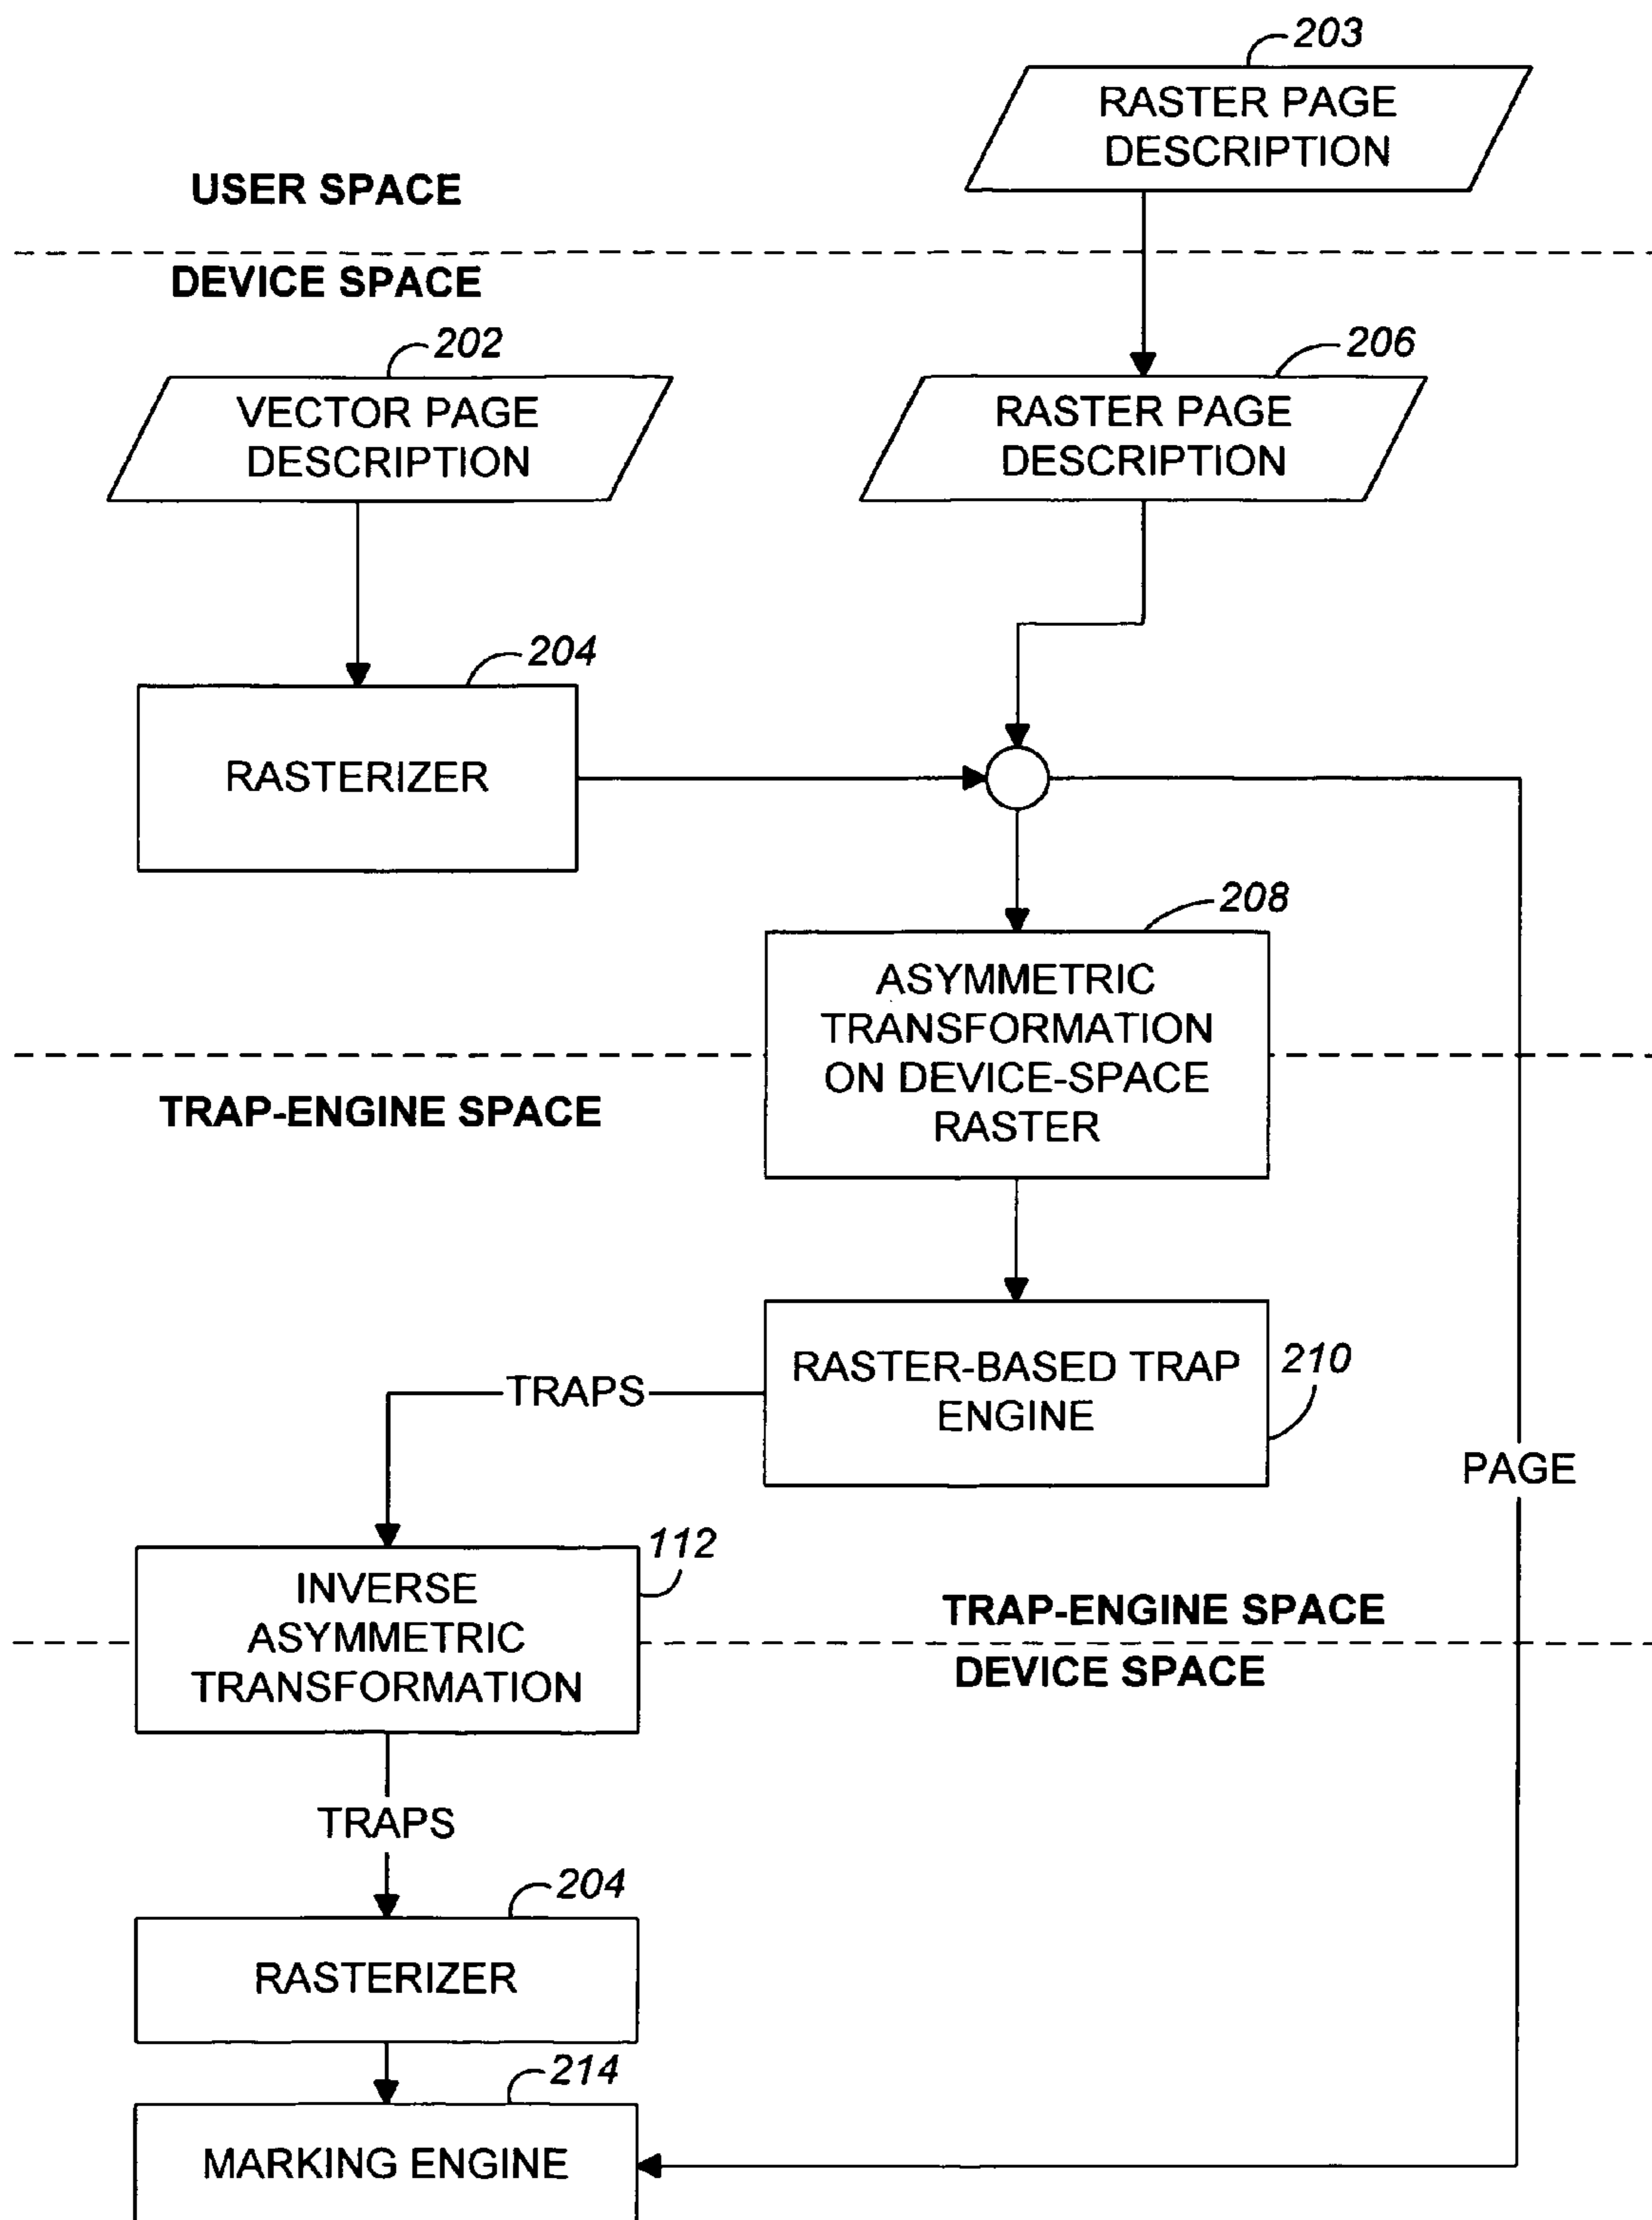 203
RASTER PAGE
DESCRIPTION
USER SPACE
DEVICE SPACE
202
VECTOR PAGE
DESCRIPTION
206
RASTER PAGE
DESCRIPTION
204
RASTERIZER
208
ASYMMETRIC
TRANSFORMATION
ON DEVICE-SPACE
RASTER
TRAP-ENGINE SPACE
210
RASTER-BASED TRAP
ENGINE
TRAPS
PAGE
112
INVERSE
ASYMMETRIC
TRANSFORMATION
TRAP-ENGINE SPACE
DEVICE SPACE
TRAPS
204
RASTERIZER
214
MARKING ENGINE